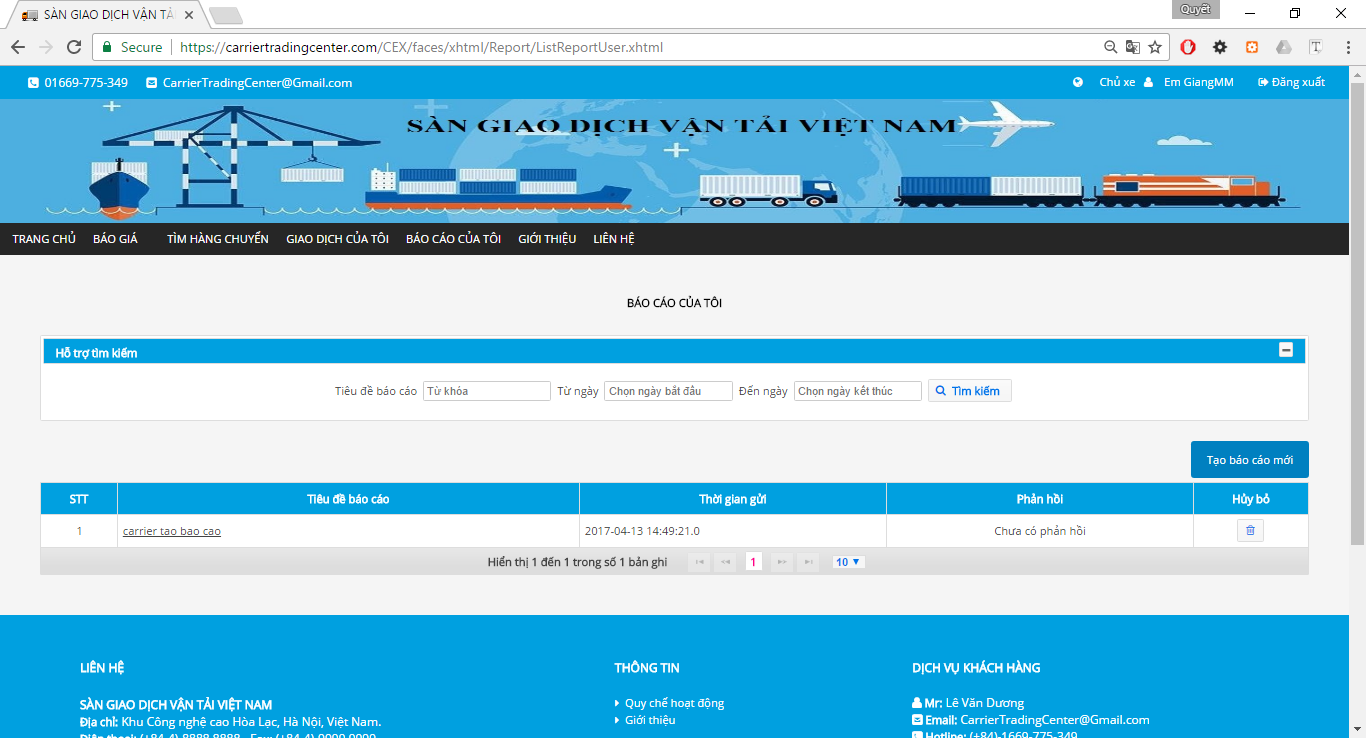 SÀN GIAO DỊCH VẬN TẢ
Quyết
Secure
https://carriertradingcenter.com/CEX/faces/xhtml/Report/ListReportUser.xhtml
01669-775-349 CarrierTradingCenter@Gmail.com Chủ xe Em GiangMM Đăng xuất
SÀN GIAO DỊCH VẬN TẢI VIỆT NAM
TRANG CHỦ BÁO GIÁ TÌM HÀNG CHUYẾN GIAO DỊCH CỦA TÔI BÁO CÁO CỦA TÔI GIỚI THIỆU LIÊN HỆ
BÁO CÁO CỦA TÔI
Hỗ trợ tìm kiếm
Tiêu đề báo cáo Từ khóa Từ ngày Chọn ngày bắt đầu Đến ngày Chọn ngày kết thúc Tìm kiếm
Tạo báo cáo mới
STT Tiêu đề báo cáo Thời gian gửi Phản hồi Hủy bỏ
1 carrier tao bao cao 2017-04-13 14:49:21.0 Chưa có phản hồi
Hiển thị 1 đến 1 trong số 1 bản ghi 1 10
LIÊN HỆ THÔNG TIN DỊCH VỤ KHÁCH HÀNG
SÀN GIAO DỊCH VẬN TẢI VIỆT NAM Quy chế hoạt động Mr: Lê Văn Dương
Địa chỉ: Khu Công nghệ cao Hòa Lạc, Hà Nội, Việt Nam. Giới thiệu Email: CarrierTradingCenter@Gmail.com
Hotline: (+84)-1669-775-349